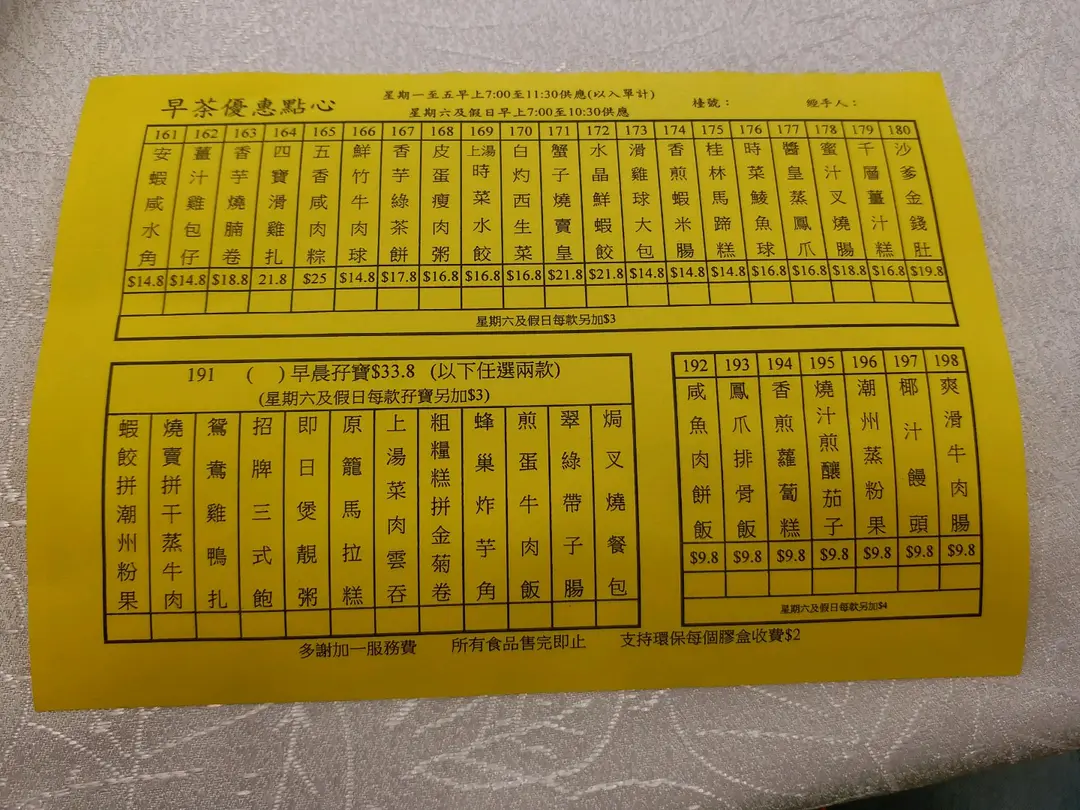 早茶優惠點心
星期一至五早上7:00至11:30供應(以入單計)
星期六及假日早上7:00至10:30供應
檯號：
經手人：
161 162 163 164 165 166 167 168 169 170 171 172 173 174 175 176 177 178 179 180
安蝦咸水角
薑汁雞包仔
香芋燒腩卷
四寶滑雞扎
五香咸肉粽
鮮竹牛肉球
香芋綠茶餅
皮蛋瘦肉粥
上湯時菜水餃
白灼西生菜
蟹子燒賣皇
水晶鮮蝦餃
滑雞球大包
香煎蝦米腸
桂林馬蹄糕
時菜鯪魚球
醬皇蒸鳳爪
蜜汁叉燒腸
千層薑汁糕
沙爹金錢肚
$14.8 $14.8 $18.8 21.8 $25 $14.8 $17.8 $16.8 $16.8 $16.8 $21.8 $21.8 $14.8 $14.8 $14.8 $16.8 $16.8 $18.8 $16.8 $19.8
星期六及假日每款另加$3
191 ( ) 早晨孖寶$33.8 (以下任選兩款)
(星期六及假日每款孖寶另加$3)
蝦餃拼潮州粉果
燒賣拼干蒸牛肉
鴛鴦雞鴨扎
招牌三式飽
即日煲靚粥
原籠馬拉糕
上湯菜肉雲吞
粗糧糕拼金菊卷
蜂巢炸芋角
煎蛋牛肉飯
翠綠帶子腸
焗叉燒餐包
192 193 194 195 196 197 198
咸魚肉餅飯
鳳爪排骨飯
香煎蘿蔔糕
燒汁煎釀茄子
潮州蒸粉果
椰汁饅頭
爽滑牛肉腸
$9.8 $9.8 $9.8 $9.8 $9.8 $9.8 $9.8
星期六及假日每款另加$4
多謝加一服務費 所有食品售完即止 支持環保每個膠盒收費$2